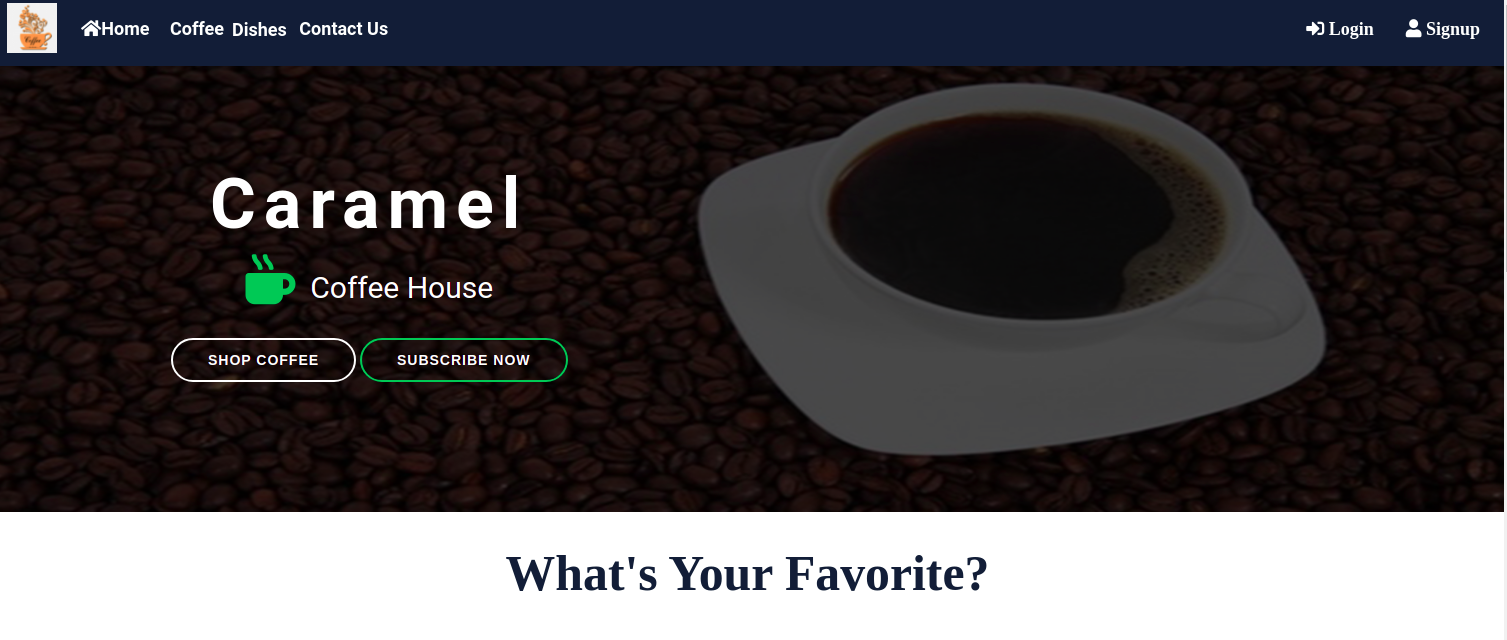 Home Coffee Dishes Contact Us Login Signup
Caramel
Coffee House
SHOP COFFEE SUBSCRIBE NOW
What's Your Favorite?